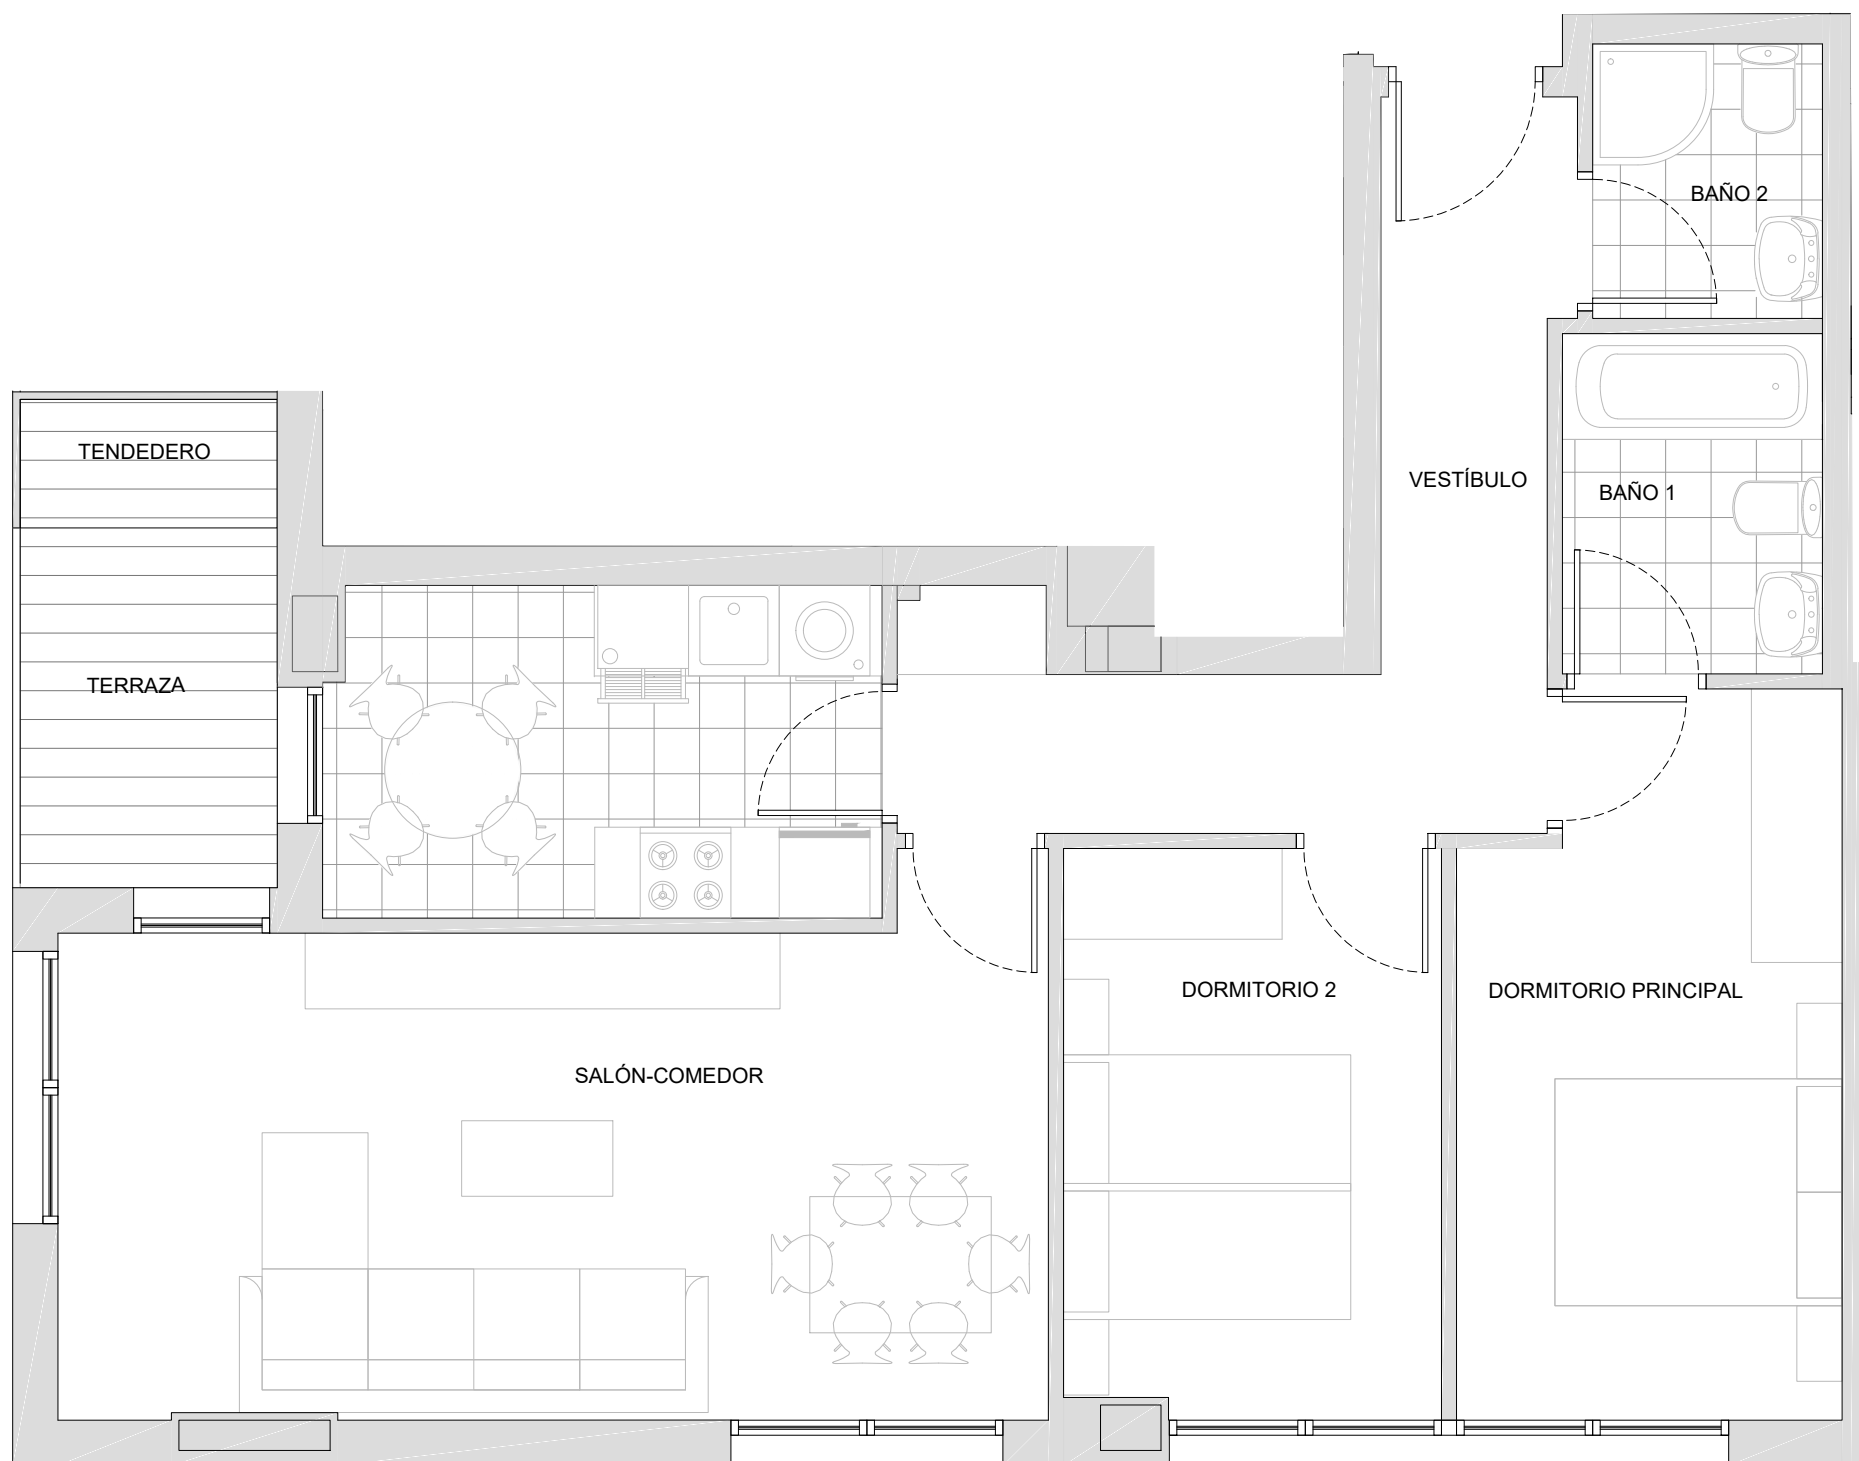 BAÑO 2
TENDEDERO
VESTÍBULO
BAÑO 1
TERRAZA
DORMITORIO 2
DORMITORIO PRINCIPAL
SALÓN-COMEDOR